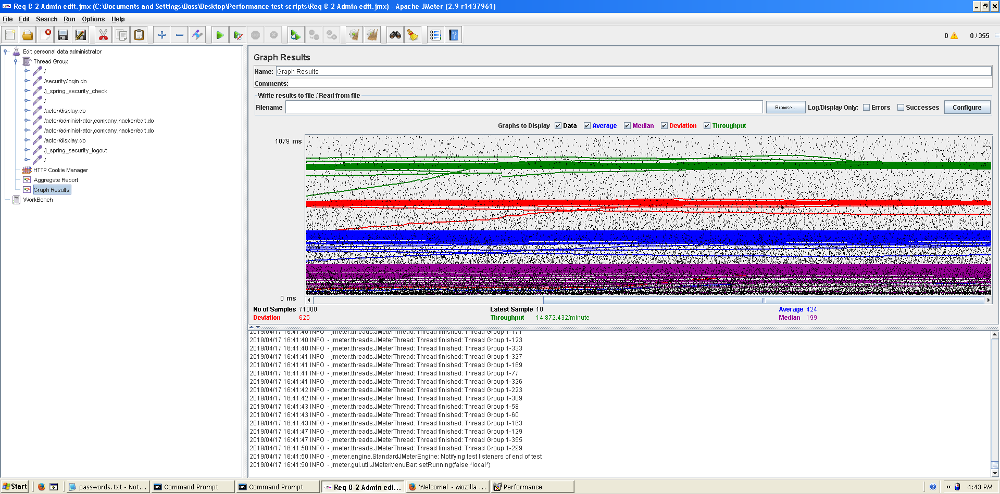 Req 8-2 Admin edit.jmx (C:\Documents and Settings\Boss\Desktop\Performance test scripts\Req 8-2 Admin edit.jmx) - Apache JMeter (2.9 r1437961)
File Edit Search Run Options Help
0 0 / 355
Edit personal data administrator
Thread Group
/
/security/login.do
/j_spring_security_check
/
/actor/display.do
/actor/administrator,company,hacker/edit.do
/actor/administrator,company,hacker/edit.do
/actor/display.do
/j_spring_security_logout
/
HTTP Cookie Manager
Aggregate Report
Graph Results
WorkBench
Graph Results
Name: Graph Results
Comments:
Write results to file / Read from file
Filename Browse... Log/Display Only: Errors Successes Configure
Graphs to Display Data Average Median Deviation Throughput
1079 ms
0 ms
No of Samples 71000 Latest Sample 10 Average 424
Deviation 625 Throughput 14,872.432/minute Median 199
2019/04/17 16:41:40 INFO - jmeter.threads.JMeterThread: Thread finished: Thread Group 1-171
2019/04/17 16:41:40 INFO - jmeter.threads.JMeterThread: Thread finished: Thread Group 1-123
2019/04/17 16:41:40 INFO - jmeter.threads.JMeterThread: Thread finished: Thread Group 1-333
2019/04/17 16:41:41 INFO - jmeter.threads.JMeterThread: Thread finished: Thread Group 1-327
2019/04/17 16:41:41 INFO - jmeter.threads.JMeterThread: Thread finished: Thread Group 1-169
2019/04/17 16:41:41 INFO - jmeter.threads.JMeterThread: Thread finished: Thread Group 1-77
2019/04/17 16:41:41 INFO - jmeter.threads.JMeterThread: Thread finished: Thread Group 1-326
2019/04/17 16:41:42 INFO - jmeter.threads.JMeterThread: Thread finished: Thread Group 1-223
2019/04/17 16:41:42 INFO - jmeter.threads.JMeterThread: Thread finished: Thread Group 1-309
2019/04/17 16:41:43 INFO - jmeter.threads.JMeterThread: Thread finished: Thread Group 1-58
2019/04/17 16:41:43 INFO - jmeter.threads.JMeterThread: Thread finished: Thread Group 1-60
2019/04/17 16:41:43 INFO - jmeter.threads.JMeterThread: Thread finished: Thread Group 1-163
2019/04/17 16:41:47 INFO - jmeter.threads.JMeterThread: Thread finished: Thread Group 1-129
2019/04/17 16:41:47 INFO - jmeter.threads.JMeterThread: Thread finished: Thread Group 1-355
2019/04/17 16:41:50 INFO - jmeter.threads.JMeterThread: Thread finished: Thread Group 1-299
2019/04/17 16:41:50 INFO - jmeter.engine.StandardJMeterEngine: Notifying test listeners of end of test
2019/04/17 16:41:50 INFO - jmeter.gui.util.JMeterMenuBar: setRunning(false,*local*)
Start passwords.txt - Not... Command Prompt Command Prompt Req 8-2 Admin edi... Welcome! - Mozilla ... Performance 4:43 PM